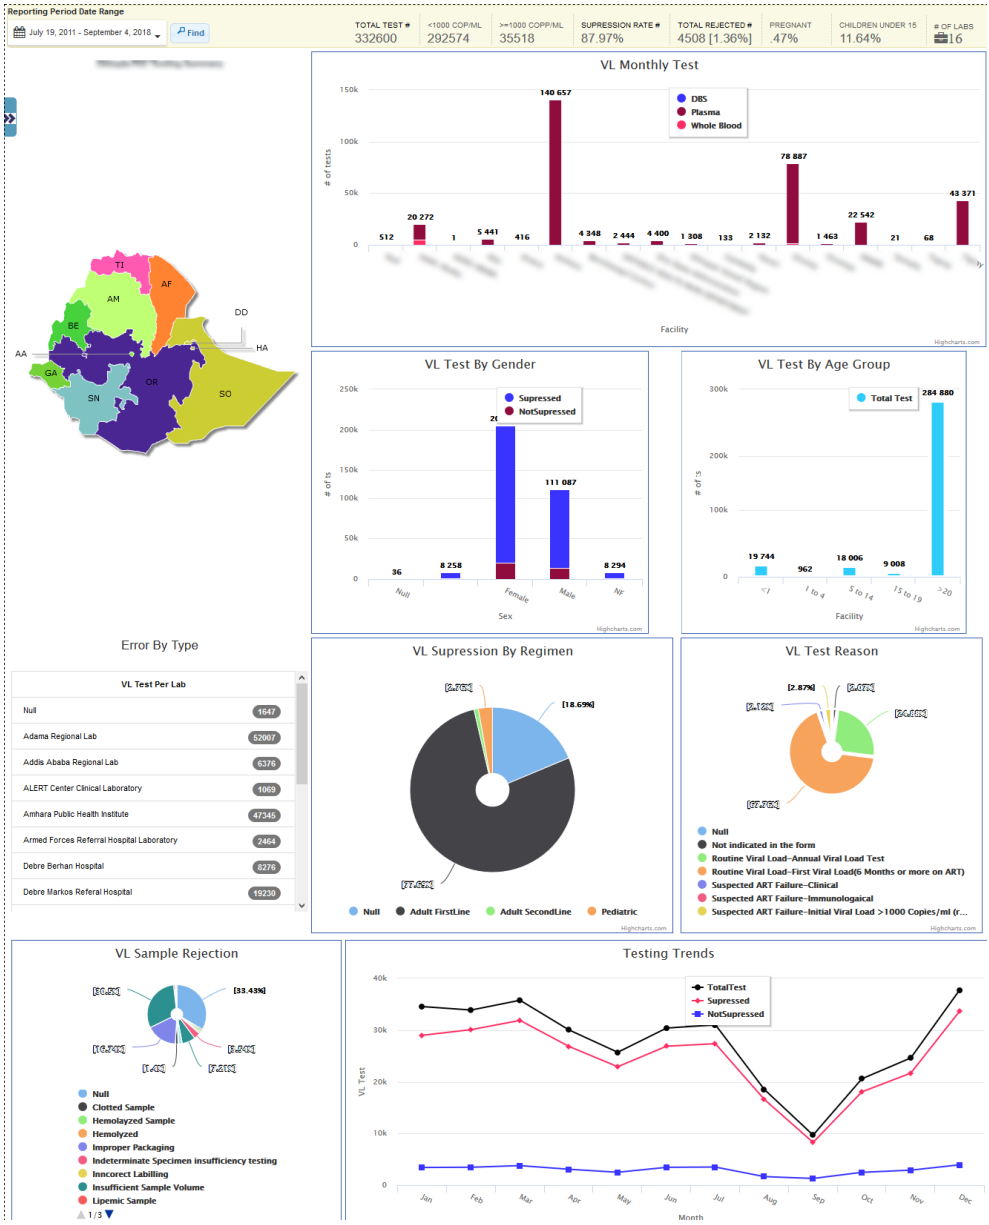 Reporting Period Date Range
July 19, 2011 - September 4, 2018
Find
TOTAL TEST #
332600
<1000 COP/ML
292574
>=1000 COPP/ML
35518
SUPRESSION RATE #
87.97%
TOTAL REJECTED #
4508 [1.36%]
PREGNANT
.47%
CHILDREN UNDER 15
11.64%
# OF LABS
16
TI
AF
AM
BE
DD
HA
AA
GA
OR
SN
SO
VL Monthly Test
# of tests
150k
100k
50k
0
DBS
Plasma
Whole Blood
512
20 272
1
5 441
416
140 657
4 348
2 444
4 400
1 308
133
2 132
78 887
1 463
22 542
21
68
43 371
Facility
Highcharts.com
VL Test By Gender
250k
200k
150k
100k
50k
0
Supressed
NotSupressed
36
8 258
111 087
8 294
Null
Female
Male
NF
Sex
Highcharts.com
VL Test By Age Group
300k
200k
100k
0
Total Test
19 744
962
18 006
9 008
284 880
<1
1 to 4
5 to 14
15 to 19
>20
Facility
Highcharts.com
Error By Type
VL Test Per Lab
Null 1647
Adama Regional Lab 52007
Addis Ababa Regional Lab 6376
ALERT Center Clinical Laboratory 1069
Amhara Public Health Institute 47345
Armed Forces Referral Hospital Laboratory 2464
Debre Berhan Hospital 8276
Debre Markos Referal Hospital 19230
VL Supression By Regimen
[2.76%]
[18.69%]
[77.62%]
Null Adult FirstLine Adult SecondLine Pediatric
Highcharts.com
VL Test Reason
[2.87%]
[67.76%]
Null
Not indicated in the form
Routine Viral Load-Annual Viral Load Test
Routine Viral Load-First Viral Load(6 Months or more on ART)
Suspected ART Failure-Clinical
Suspected ART Failure-Immunologaical
Suspected ART Failure-Initial Viral Load >1000 Copies/ml (r...
Highcharts.com
VL Sample Rejection
[33.43%]
Null
Clotted Sample
Hemolayzed Sample
Hemolyzed
Improper Packaging
Indeterminate Specimen insufficiency testing
Inncorect Labilling
Insufficient Sample Volume
Lipemic Sample
1/3
Testing Trends
VL Test
40k
30k
20k
10k
0
TotalTest
Supressed
NotSupressed
Jan
Feb
Mar
Apr
May
Jun
Jul
Aug
Sep
Oct
Nov
Dec
Month